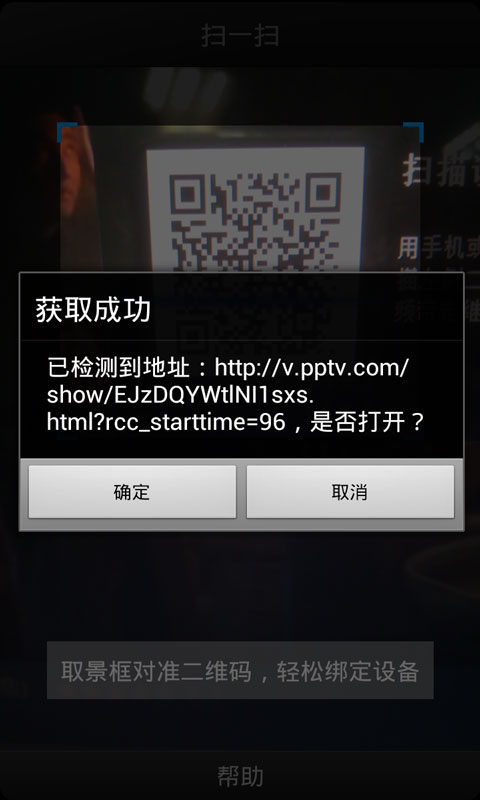 扫一扫
用手机或
获取成功
已检测到地址：http://v.pptv.com/
show/EJzDQYWtlNI1sxs.
html?rcc_starttime=96，是否打开？
确定
取消
取景框对准二维码，轻松绑定设备
帮助